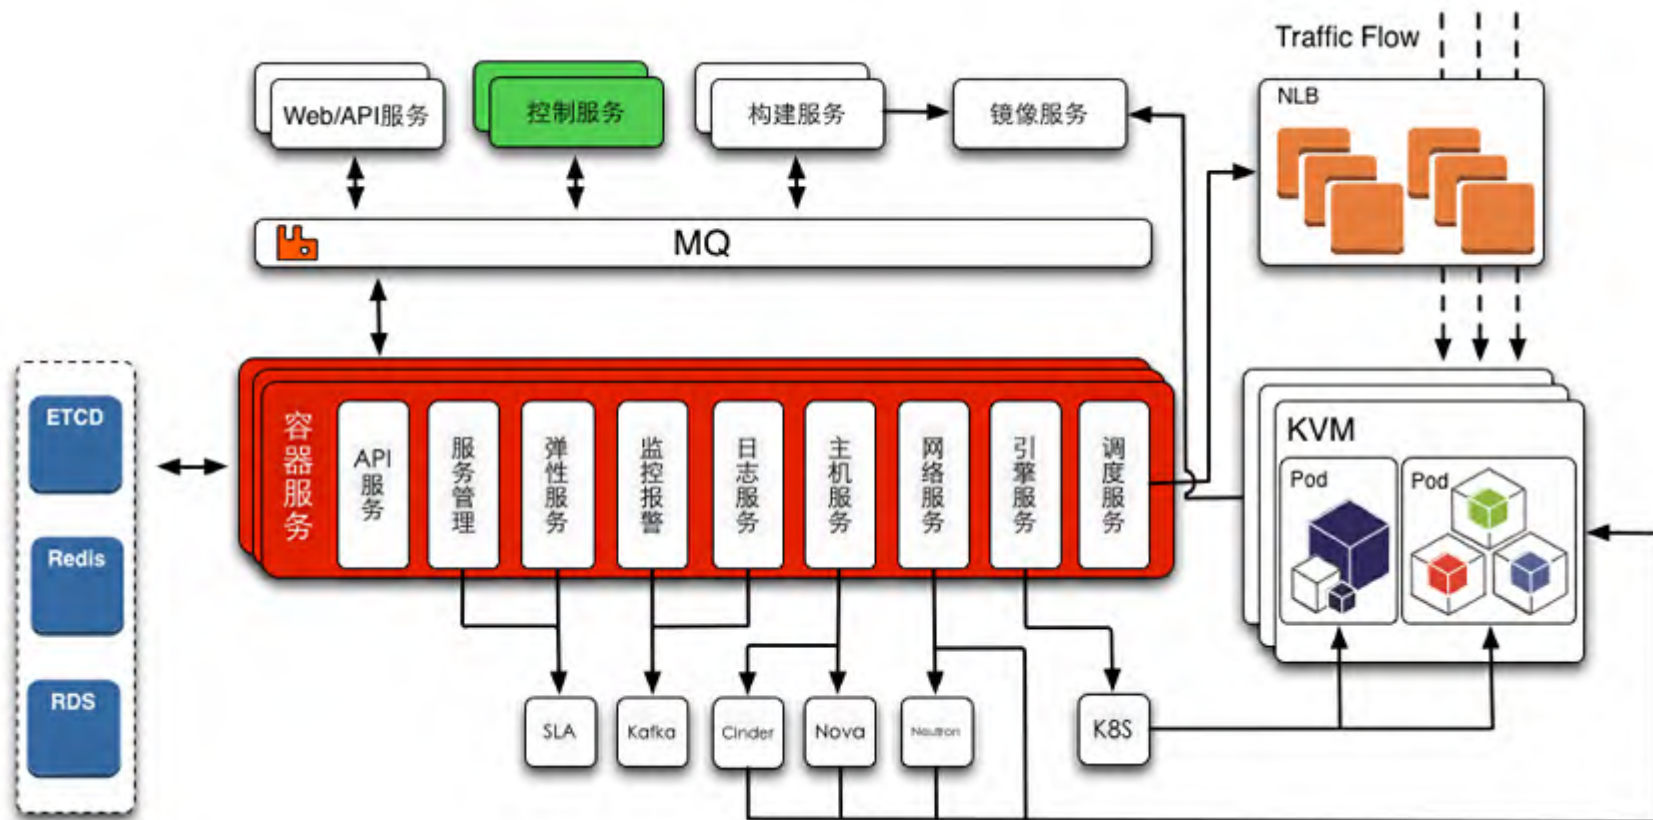 Traffic Flow
Web/API服务
控制服务
构建服务
镜像服务
NLB
MQ
ETCD
Redis
RDS
容器服务
API服务
服务管理
弹性服务
监控报警
日志服务
主机服务
网络服务
引擎服务
调度服务
KVM
Pod
Pod
SLA
Kafka
Cinder
Nova
Neutron
K8S